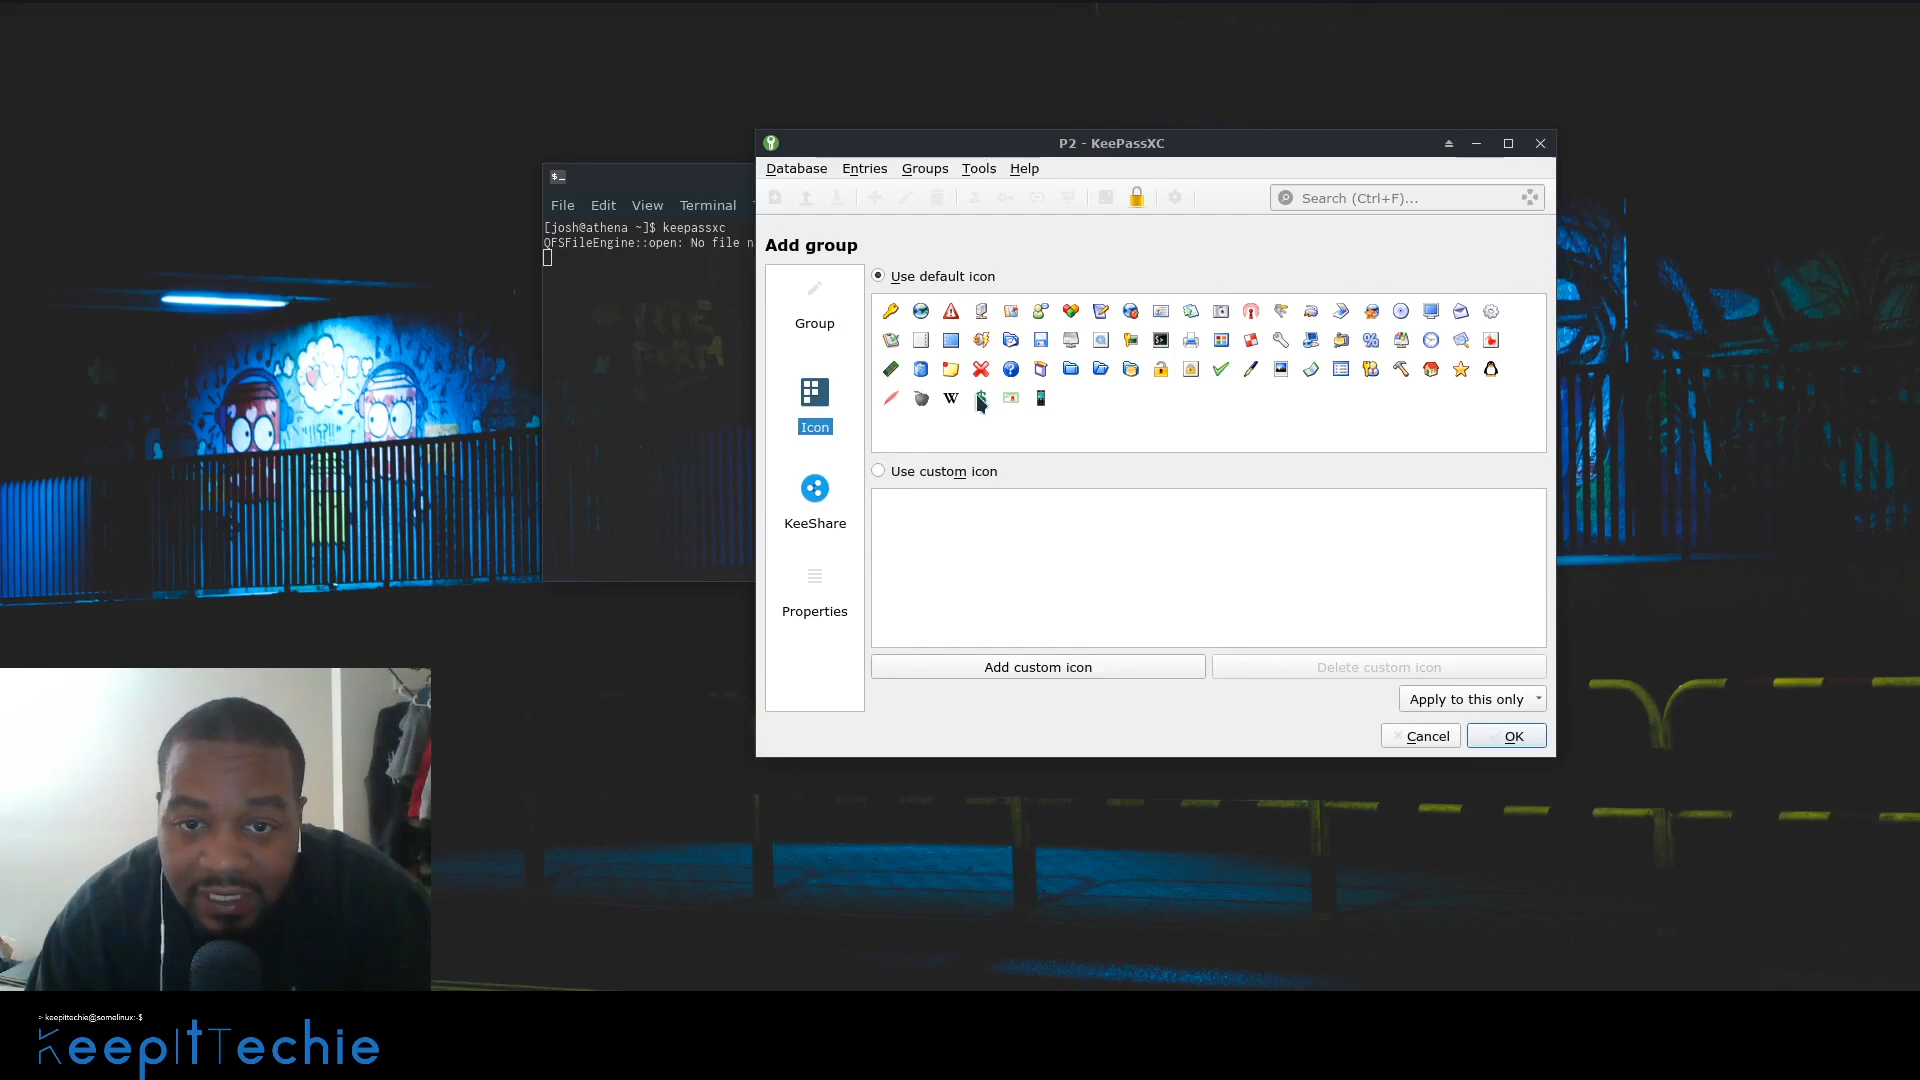 P2 - KeePassXC
Database Entries Groups Tools Help
Search (Ctrl+F)...
$_
File Edit View Terminal
[josh@athena ~]$ keepassxc
QFSFileEngine::open: No file
Add group
Group
Icon
KeeShare
Properties
Use default icon
W
Use custom icon
Add custom icon
Delete custom icon
Apply to this only
Cancel
OK
> keepittechie@somelinux:~$
KeepItTechie